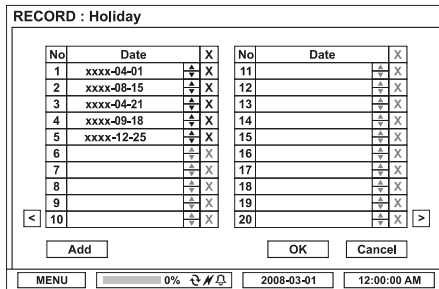 RECORD : Holiday
No Date X No Date X
1 xxxx-04-01 X 11 X
2 xxxx-08-15 X 12 X
3 xxxx-04-21 X 13 X
4 xxxx-09-18 X 14 X
5 xxxx-12-25 X 15 X
6 X 16 X
7 X 17 X
8 X 18 X
9 X 19 X
< 10 X 20 X >
Add OK Cancel
MENU 0% 2008-03-01 12:00:00 AM